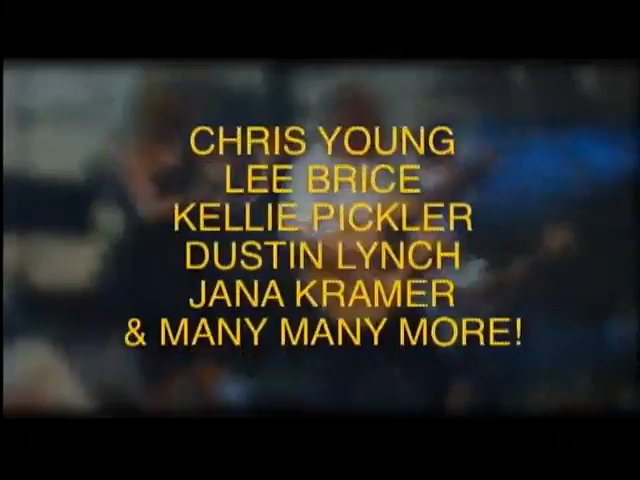 CHRIS YOUNG
LEE BRICE
KELLIE PICKLER
DUSTIN LYNCH
JANA KRAMER
& MANY MANY MORE!